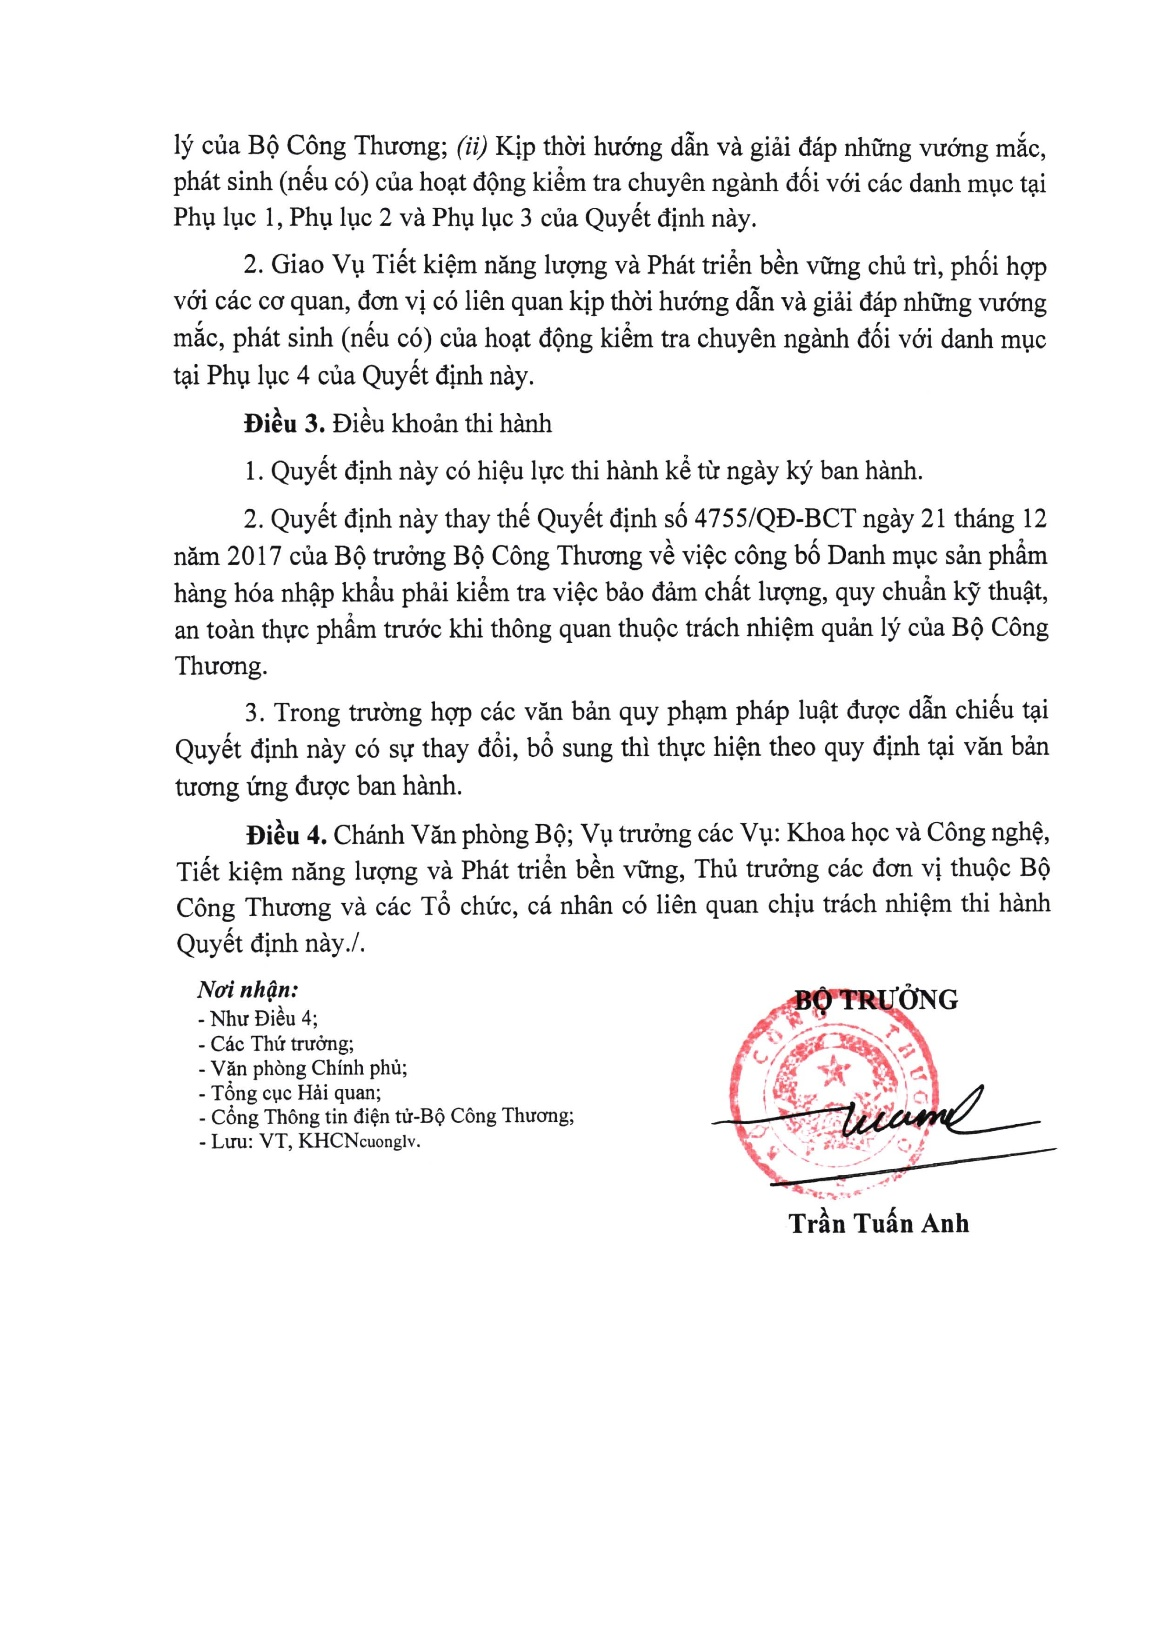 lý của Bộ Công Thương; (ii) Kịp thời hướng dẫn và giải đáp những vướng mắc,
phát sinh (nếu có) của hoạt động kiểm tra chuyên ngành đối với các danh mục tại
Phụ lục 1, Phụ lục 2 và Phụ lục 3 của Quyết định này.
2. Giao Vụ Tiết kiệm năng lượng và Phát triển bền vững chủ trì, phối hợp
với các cơ quan, đơn vị có liên quan kịp thời hướng dẫn và giải đáp những vướng
mắc, phát sinh (nếu có) của hoạt động kiểm tra chuyên ngành đối với danh mục
tại Phụ lục 4 của Quyết định này.
Điều 3. Điều khoản thi hành
1. Quyết định này có hiệu lực thi hành kể từ ngày ký ban hành.
2. Quyết định này thay thế Quyết định số 4755/QĐ-BCT ngày 21 tháng 12
năm 2017 của Bộ trưởng Bộ Công Thương về việc công bố Danh mục sản phẩm
hàng hóa nhập khẩu phải kiểm tra việc bảo đảm chất lượng, quy chuẩn kỹ thuật,
an toàn thực phẩm trước khi thông quan thuộc trách nhiệm quản lý của Bộ Công
Thương.
3. Trong trường hợp các văn bản quy phạm pháp luật được dẫn chiếu tại
Quyết định này có sự thay đổi, bổ sung thì thực hiện theo quy định tại văn bản
tương ứng được ban hành.
Điều 4. Chánh Văn phòng Bộ; Vụ trưởng các Vụ: Khoa học và Công nghệ,
Tiết kiệm năng lượng và Phát triển bền vững, Thủ trưởng các đơn vị thuộc Bộ
Công Thương và các Tổ chức, cá nhân có liên quan chịu trách nhiệm thi hành
Quyết định này./.
Nơi nhận:
- Như Điều 4;
- Các Thứ trưởng;
- Văn phòng Chính phủ;
- Tổng cục Hải quan;
- Cổng Thông tin điện tử-Bộ Công Thương;
- Lưu: VT, KHCNcuonglv.
BỘ TRƯỞNG
BỘ CÔNG THƯƠNG
Trần Tuấn Anh